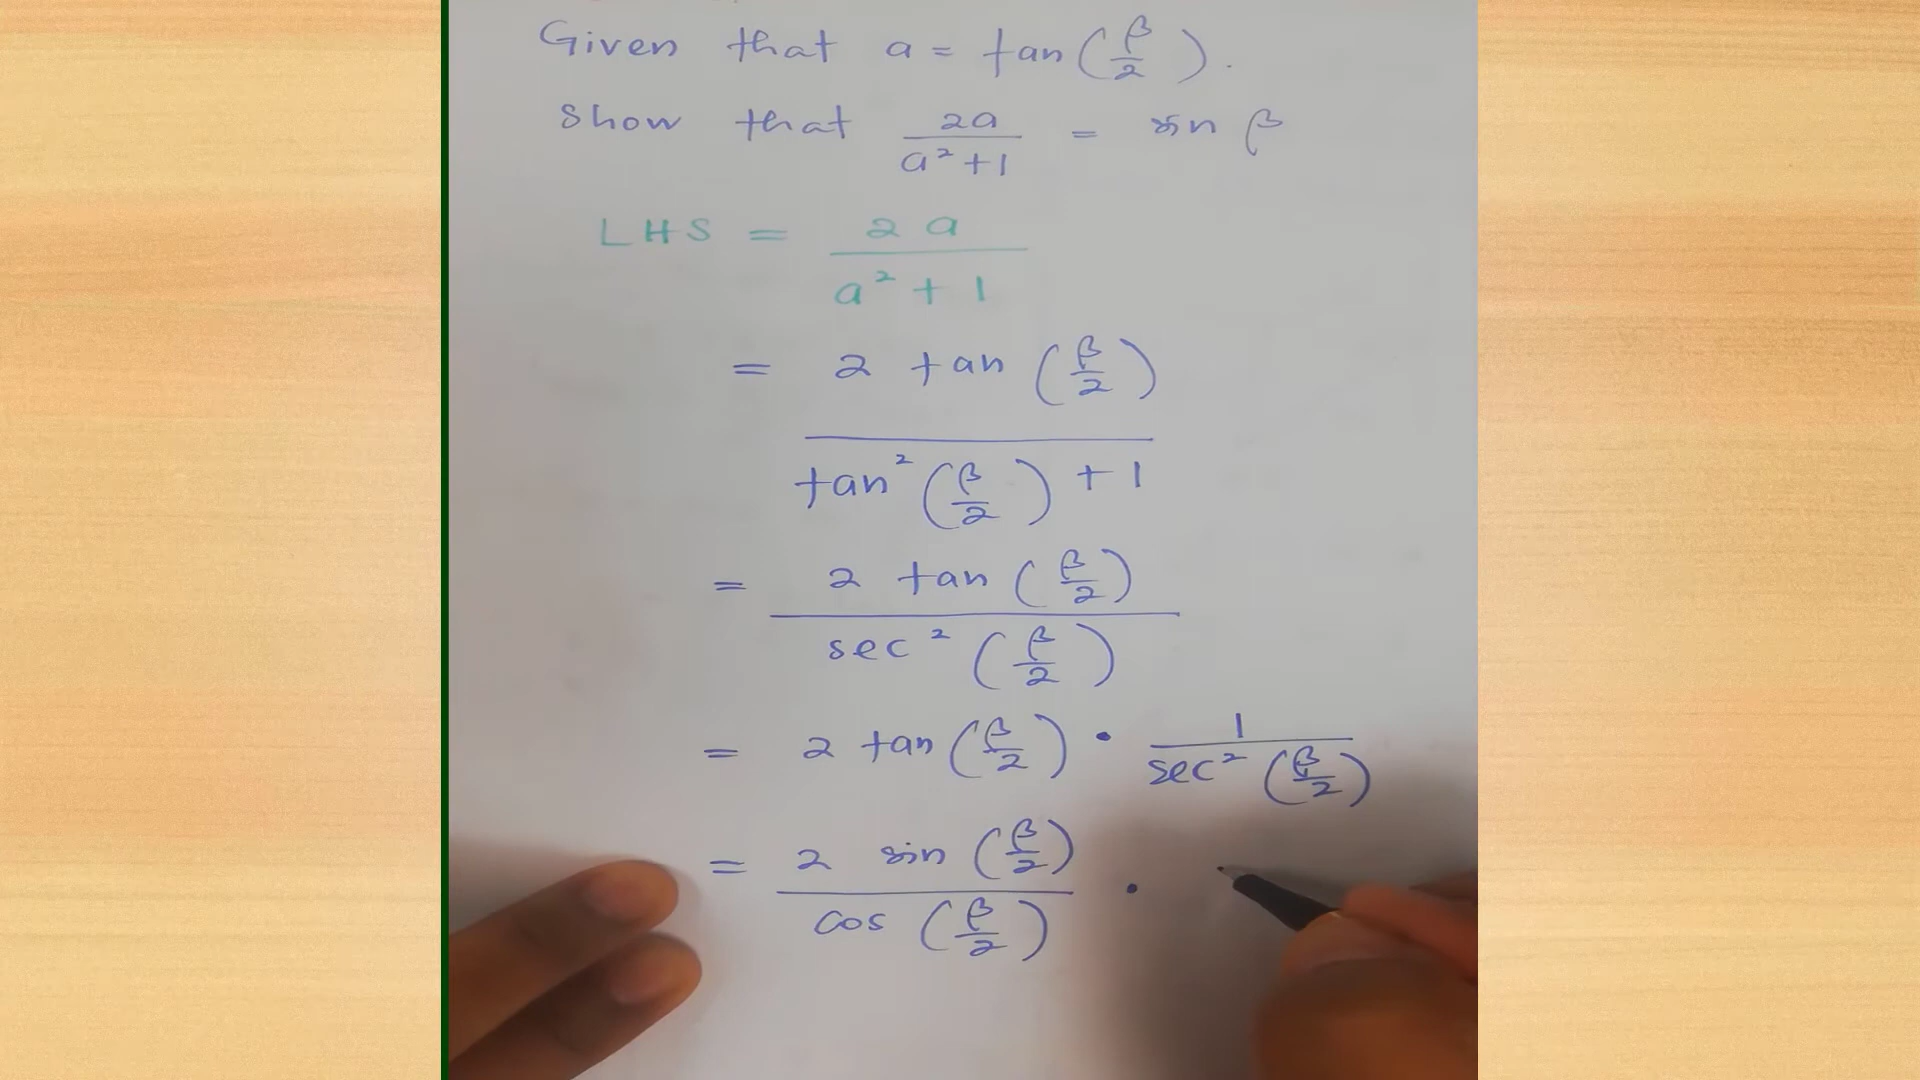 Given that a = tan(β/2).
Show that 2a/(a²+1) = sin β
LHS = 2a/(a²+1)
= 2 tan(β/2) / (tan²(β/2) + 1)
= 2 tan(β/2) / sec²(β/2)
= 2 tan(β/2) • 1/sec²(β/2)
= 2 sin(β/2) / cos(β/2) •